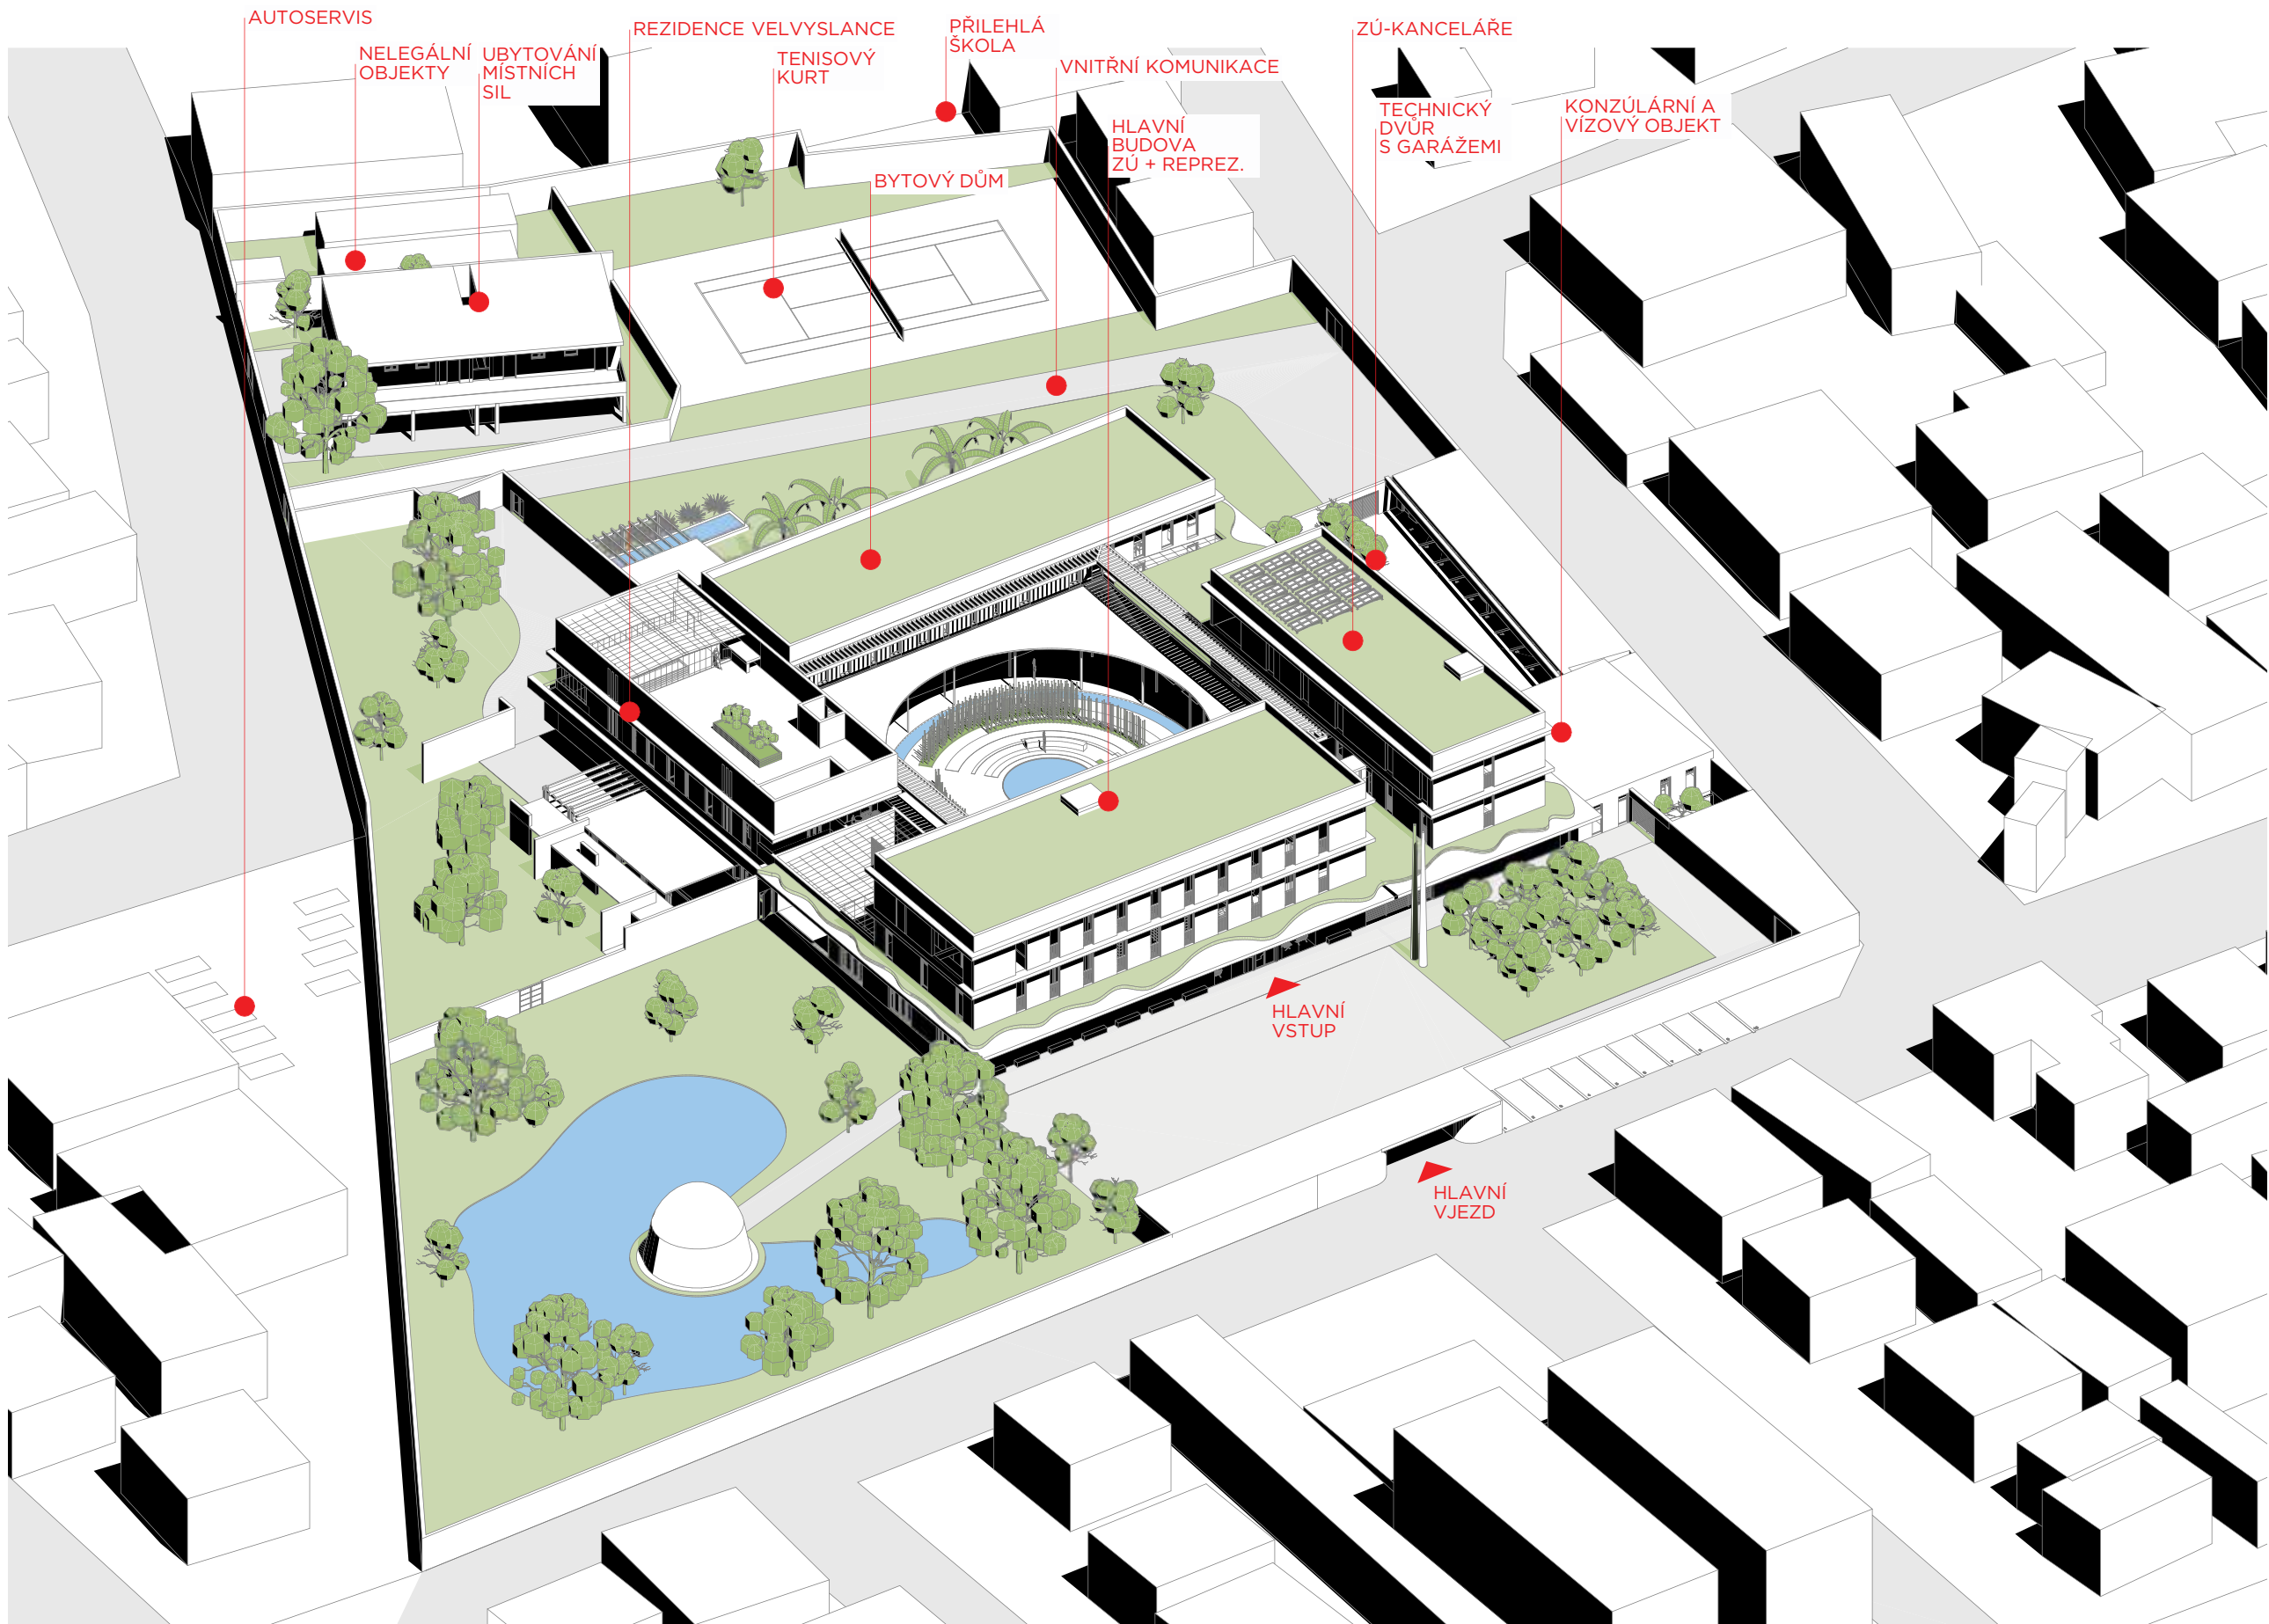 AUTOSERVIS
NELEGÁLNÍ
OBJEKTY
UBYTOVÁNÍ
MÍSTNÍCH
SIL
REZIDENCE VELVYSLANCE
TENISOVÝ
KURT
PŘILEHLÁ
ŠKOLA
VNITŘNÍ KOMUNIKACE
BYTOVÝ DŮM
HLAVNÍ
BUDOVA
ZÚ + REPREZ.
ZÚ-KANCELÁŘE
TECHNICKÝ
DVŮR
S GARÁŽEMI
KONZÚLÁRNÍ A
VÍZOVÝ OBJEKT
HLAVNÍ
VSTUP
HLAVNÍ
VJEZD